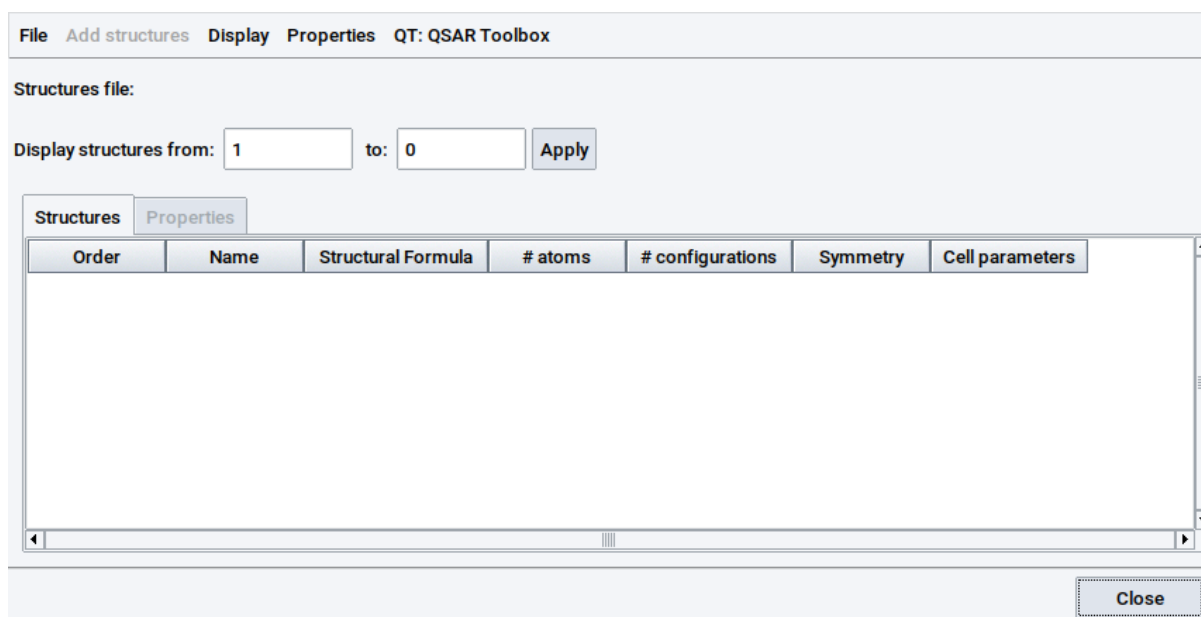 File Add structures Display Properties QT: QSAR Toolbox
Structures file:
Display structures from: 1 to: 0 Apply
Structures Properties
Order Name Structural Formula # atoms # configurations Symmetry Cell parameters
Close